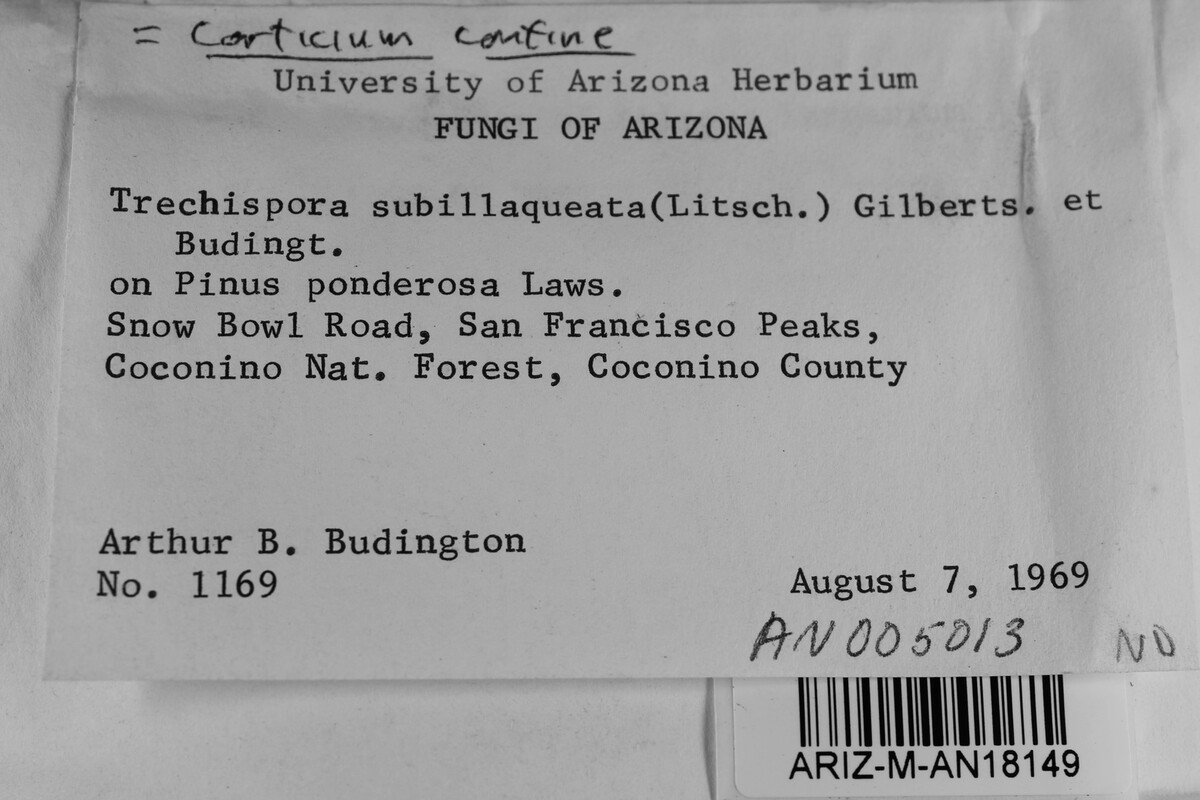 = Corticium confine
University of Arizona Herbarium
FUNGI OF ARIZONA
Trechispora subillaqueata(Litsch.) Gilberts. et
Budingt.
on Pinus ponderosa Laws.
Snow Bowl Road, San Francisco Peaks,
Coconino Nat. Forest, Coconino County
Arthur B. Budington
No. 1169
August 7, 1969
AN005013 NO
ARIZ-M-AN18149